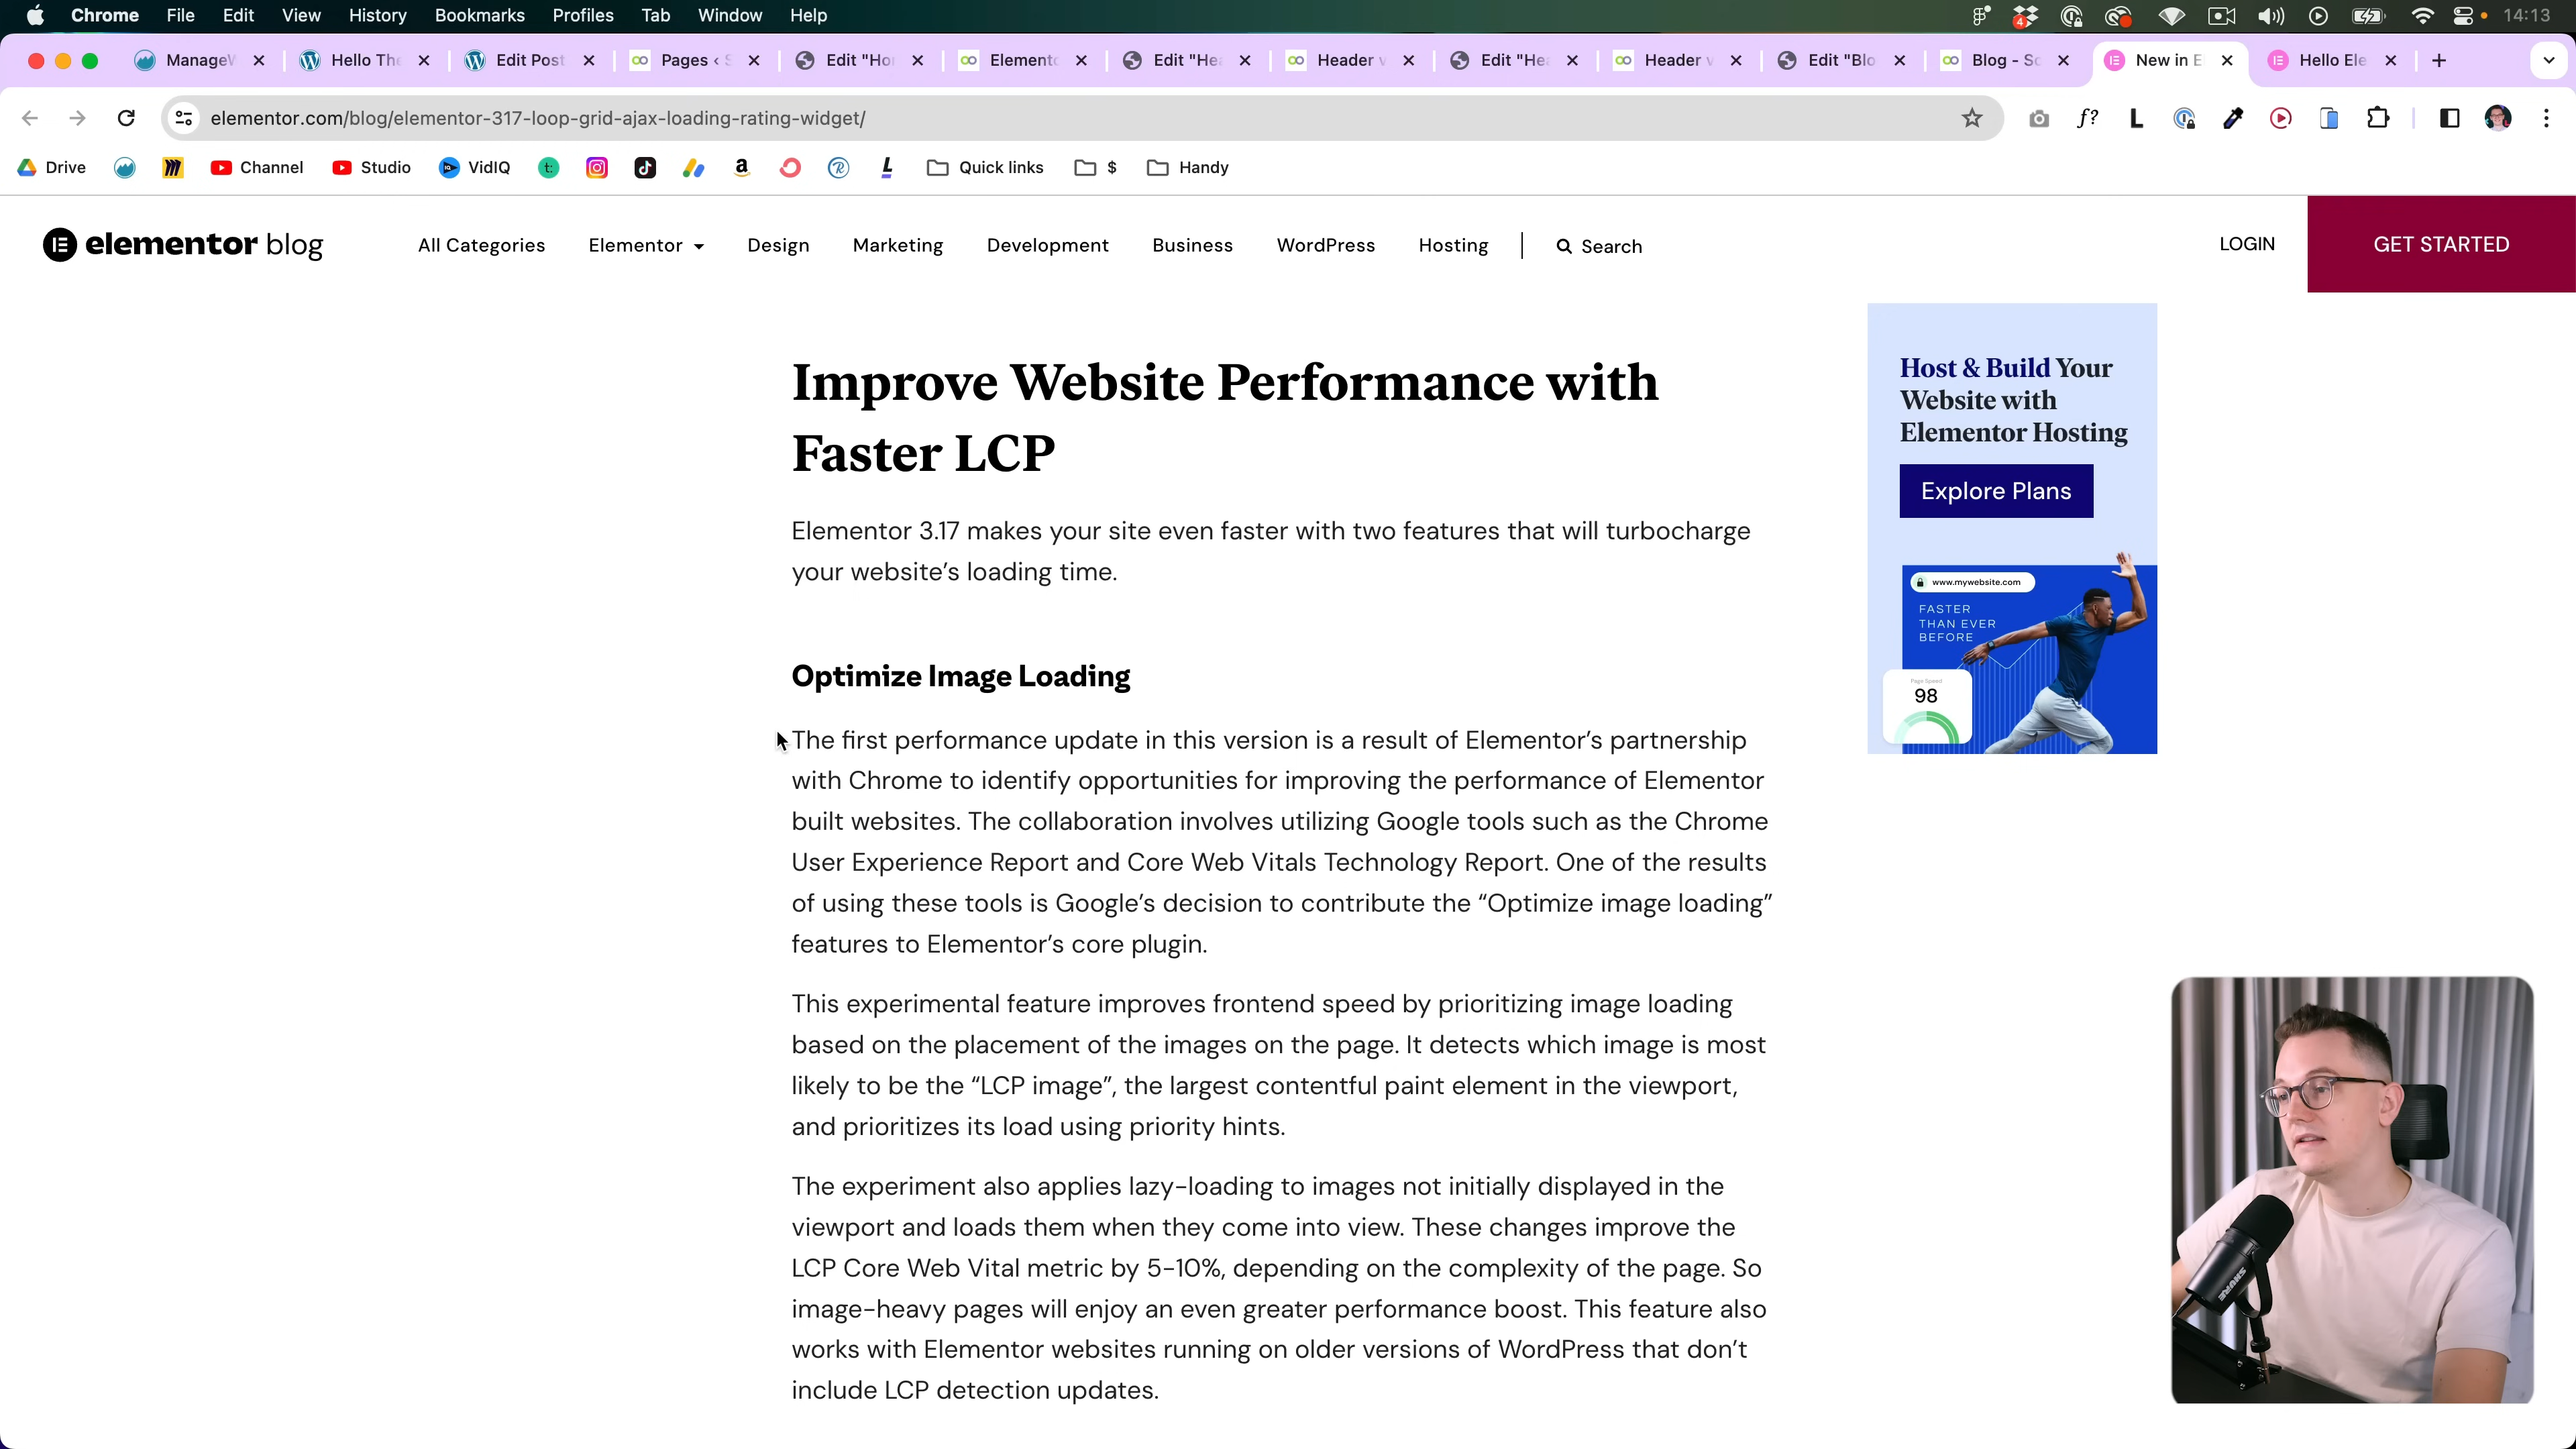 Chrome File Edit View History Bookmarks Profiles Tab Window Help
4
14:13
ManageW
Hello The
Edit Post
Pages ‹ S
Edit "Ho
Elemento
Edit "Hea
Header v
Edit "Hea
Header v
Edit "Blo
Blog - Sc
New in E
Hello Ele
elementor.com/blog/elementor-317-loop-grid-ajax-loading-rating-widget/
f?
L
Drive
Channel
Studio
VidIQ
t:
a
R
L
Quick links
$
Handy
elementor blog
All Categories
Elementor
Design
Marketing
Development
Business
WordPress
Hosting
Search
LOGIN
GET STARTED
Improve Website Performance with
Faster LCP
Elementor 3.17 makes your site even faster with two features that will turbocharge
your website’s loading time.
Optimize Image Loading
The first performance update in this version is a result of Elementor’s partnership
with Chrome to identify opportunities for improving the performance of Elementor
built websites. The collaboration involves utilizing Google tools such as the Chrome
User Experience Report and Core Web Vitals Technology Report. One of the results
of using these tools is Google’s decision to contribute the “Optimize image loading”
features to Elementor’s core plugin.
This experimental feature improves frontend speed by prioritizing image loading
based on the placement of the images on the page. It detects which image is most
likely to be the “LCP image”, the largest contentful paint element in the viewport,
and prioritizes its load using priority hints.
The experiment also applies lazy-loading to images not initially displayed in the
viewport and loads them when they come into view. These changes improve the
LCP Core Web Vital metric by 5-10%, depending on the complexity of the page. So
image-heavy pages will enjoy an even greater performance boost. This feature also
works with Elementor websites running on older versions of WordPress that don’t
include LCP detection updates.
Host & Build Your
Website with
Elementor Hosting
Explore Plans
www.mywebsite.com
FASTER
THAN EVER
BEFORE
Page Speed
98
SHURE